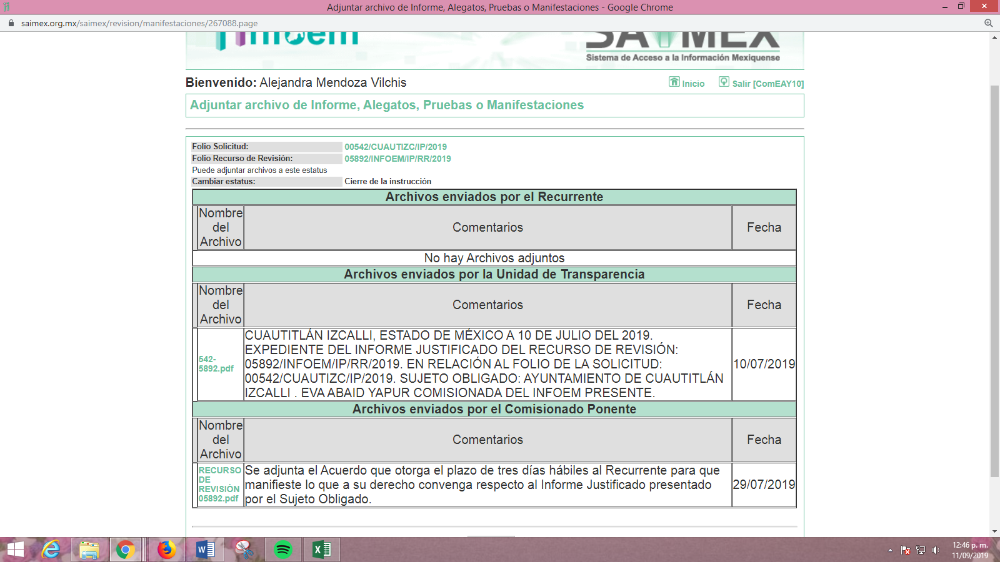 Adjuntar archivo de Informe, Alegatos, Pruebas o Manifestaciones - Google Chrome
saimex.org.mx/saimex/revision/manifestaciones/267088.page
infoem
SAIMEX
Sistema de Acceso a la Información Mexiquense
Bienvenido: Alejandra Mendoza Vilchis
Inicio
Salir [ComEAY10]
Adjuntar archivo de Informe, Alegatos, Pruebas o Manifestaciones
Folio Solicitud: 00542/CUAUTIZC/IP/2019
Folio Recurso de Revisión: 05892/INFOEM/IP/RR/2019
Puede adjuntar archivos a este estatus
Cambiar estatus: Cierre de la instrucción
Archivos enviados por el Recurrente
Nombre
del
Archivo
Comentarios
Fecha
No hay Archivos adjuntos
Archivos enviados por la Unidad de Transparencia
Nombre
del
Archivo
Comentarios
Fecha
542-
5892.pdf
CUAUTITLÁN IZCALLI, ESTADO DE MÉXICO A 10 DE JULIO DEL 2019.
EXPEDIENTE DEL INFORME JUSTIFICADO DEL RECURSO DE REVISIÓN:
05892/INFOEM/IP/RR/2019. EN RELACIÓN AL FOLIO DE LA SOLICITUD:
00542/CUAUTIZC/IP/2019. SUJETO OBLIGADO: AYUNTAMIENTO DE CUAUTITLÁN
IZCALLI . EVA ABAID YAPUR COMISIONADA DEL INFOEM PRESENTE.
10/07/2019
Archivos enviados por el Comisionado Ponente
Nombre
del
Archivo
Comentarios
Fecha
RECURSO
DE
REVISIÓN
05892.pdf
Se adjunta el Acuerdo que otorga el plazo de tres días hábiles al Recurrente para que
manifieste lo que a su derecho convenga respecto al Informe Justificado presentado
por el Sujeto Obligado.
29/07/2019
12:46 p. m.
11/09/2019